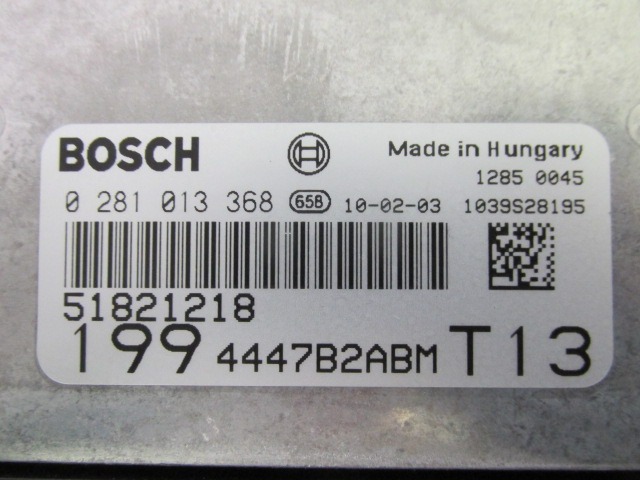 BOSCH Made in Hungary
1285 0045
0 281 013 368 658 10-02-03 1039S28195
51821218
199 4447B2ABM T13